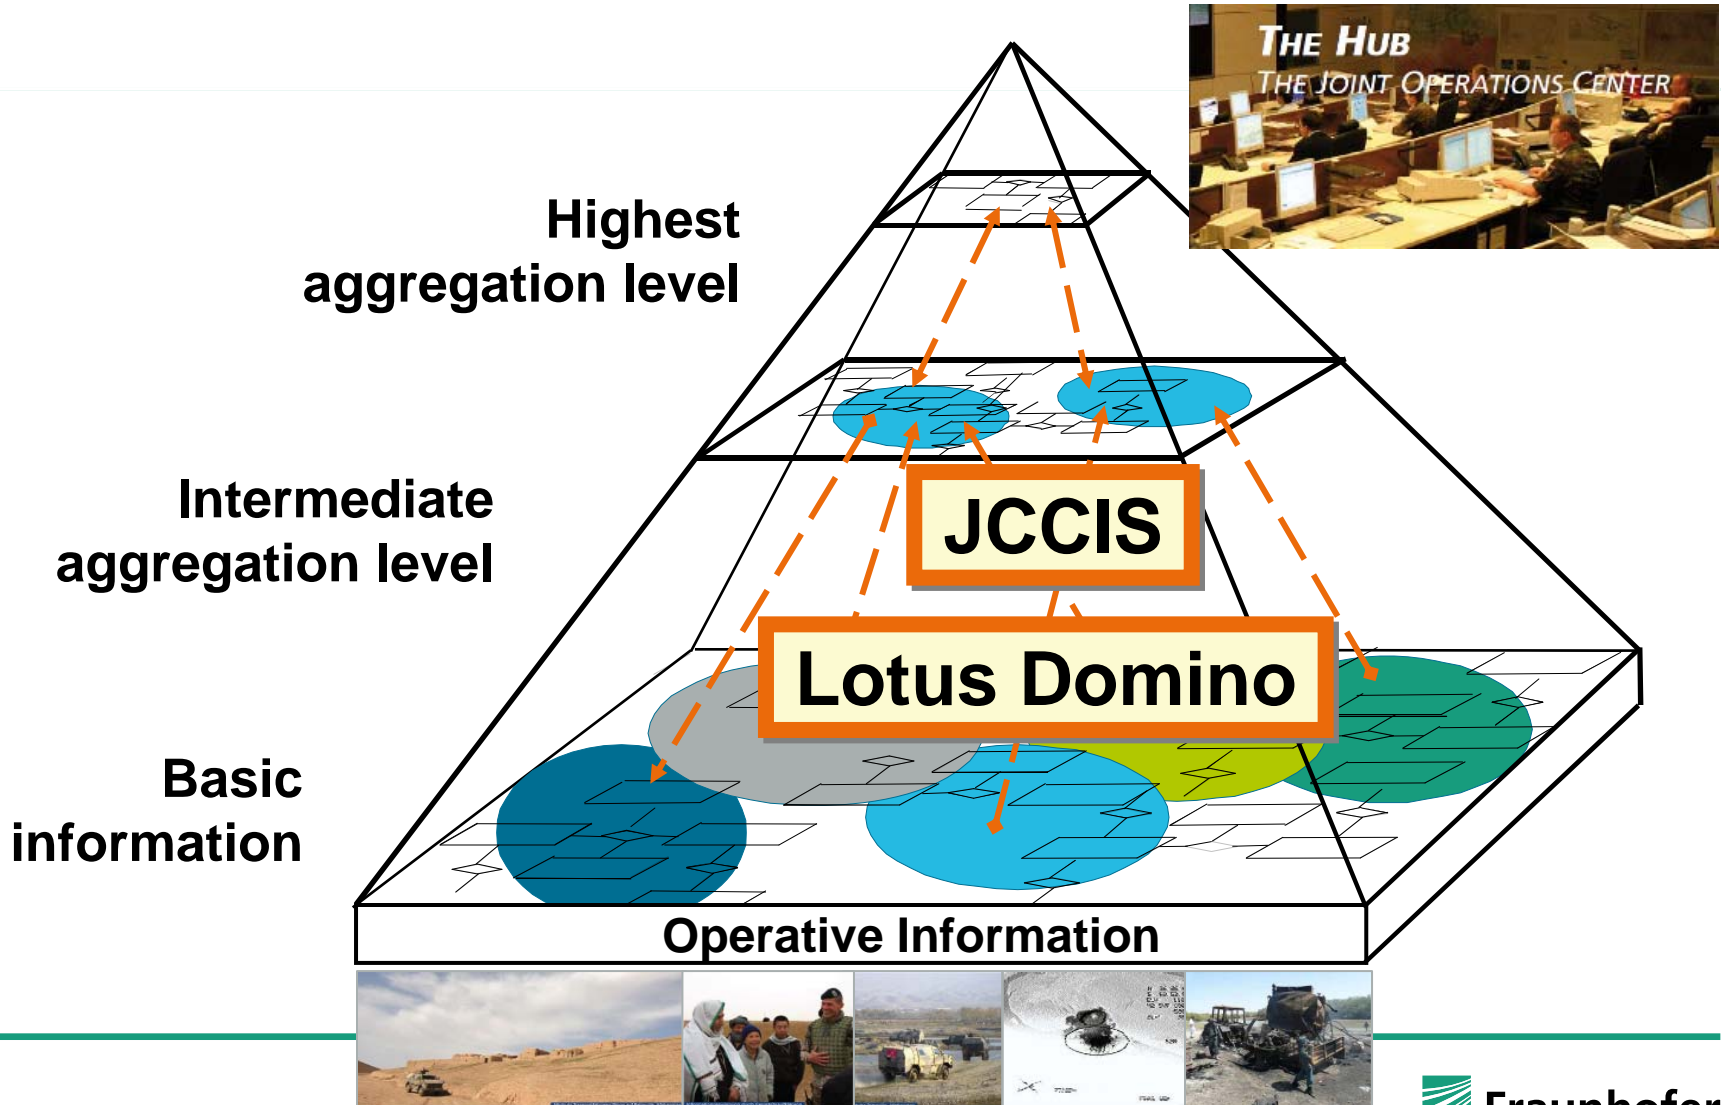 THE HUB
THE JOINT OPERATIONS CENTER
Highest
aggregation level
Intermediate
aggregation level
JCCIS
Lotus Domino
Basic
information
Operative Information
Fraunhofer